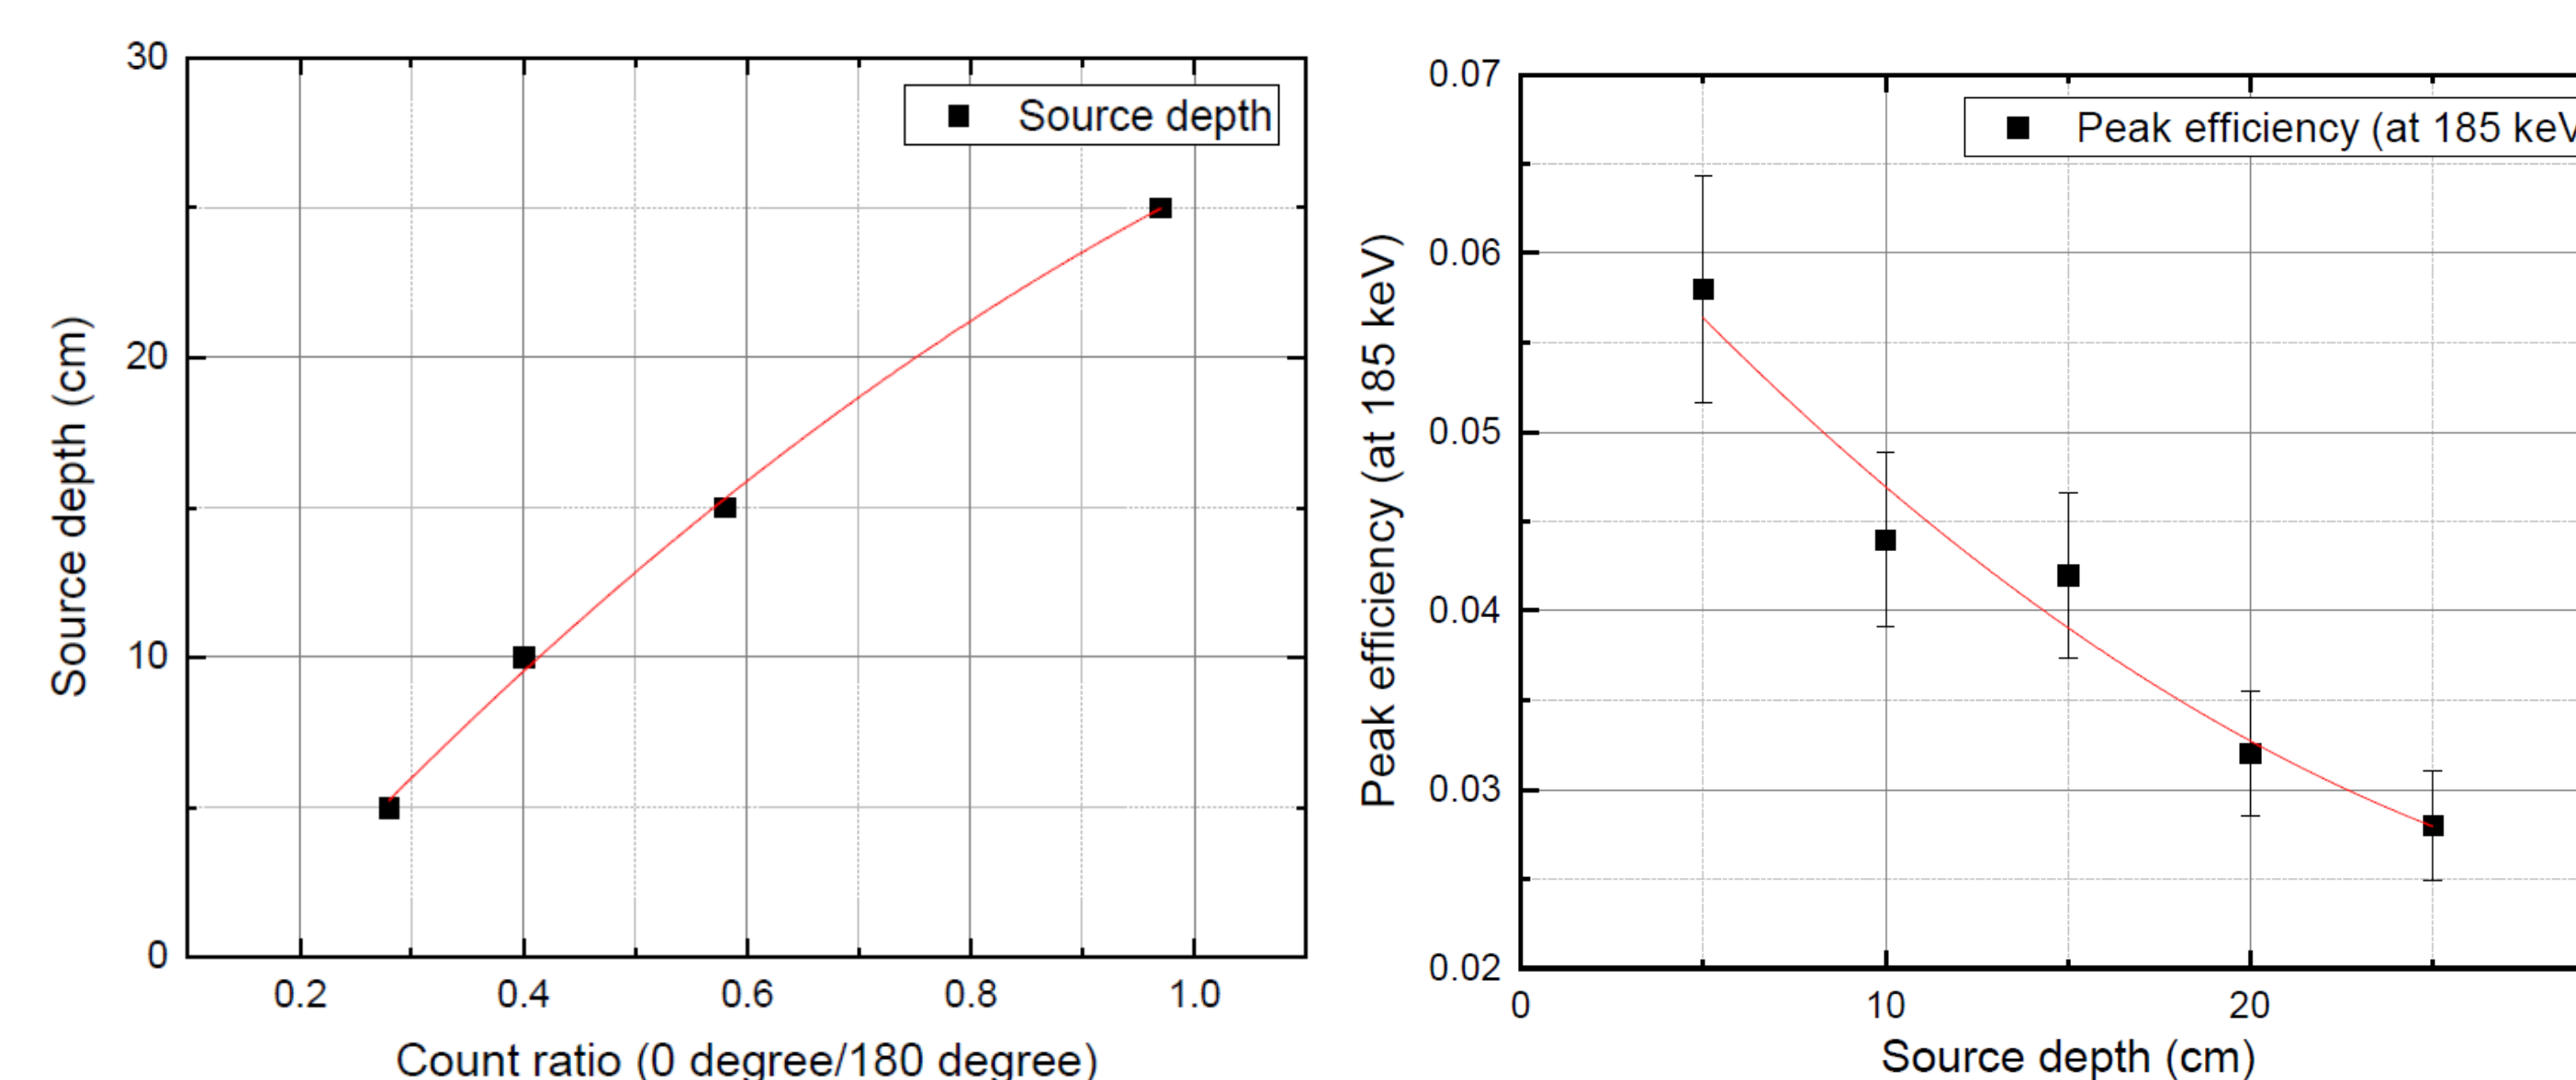 30
20
10
0
Source depth (cm)
Source depth
0.2 0.4 0.6 0.8 1.0
Count ratio (0 degree/180 degree)
0.07
0.06
0.05
0.04
0.03
0.02
Peak efficiency (at 185 keV)
Peak efficiency (at 185 keV
0 10 20
Source depth (cm)